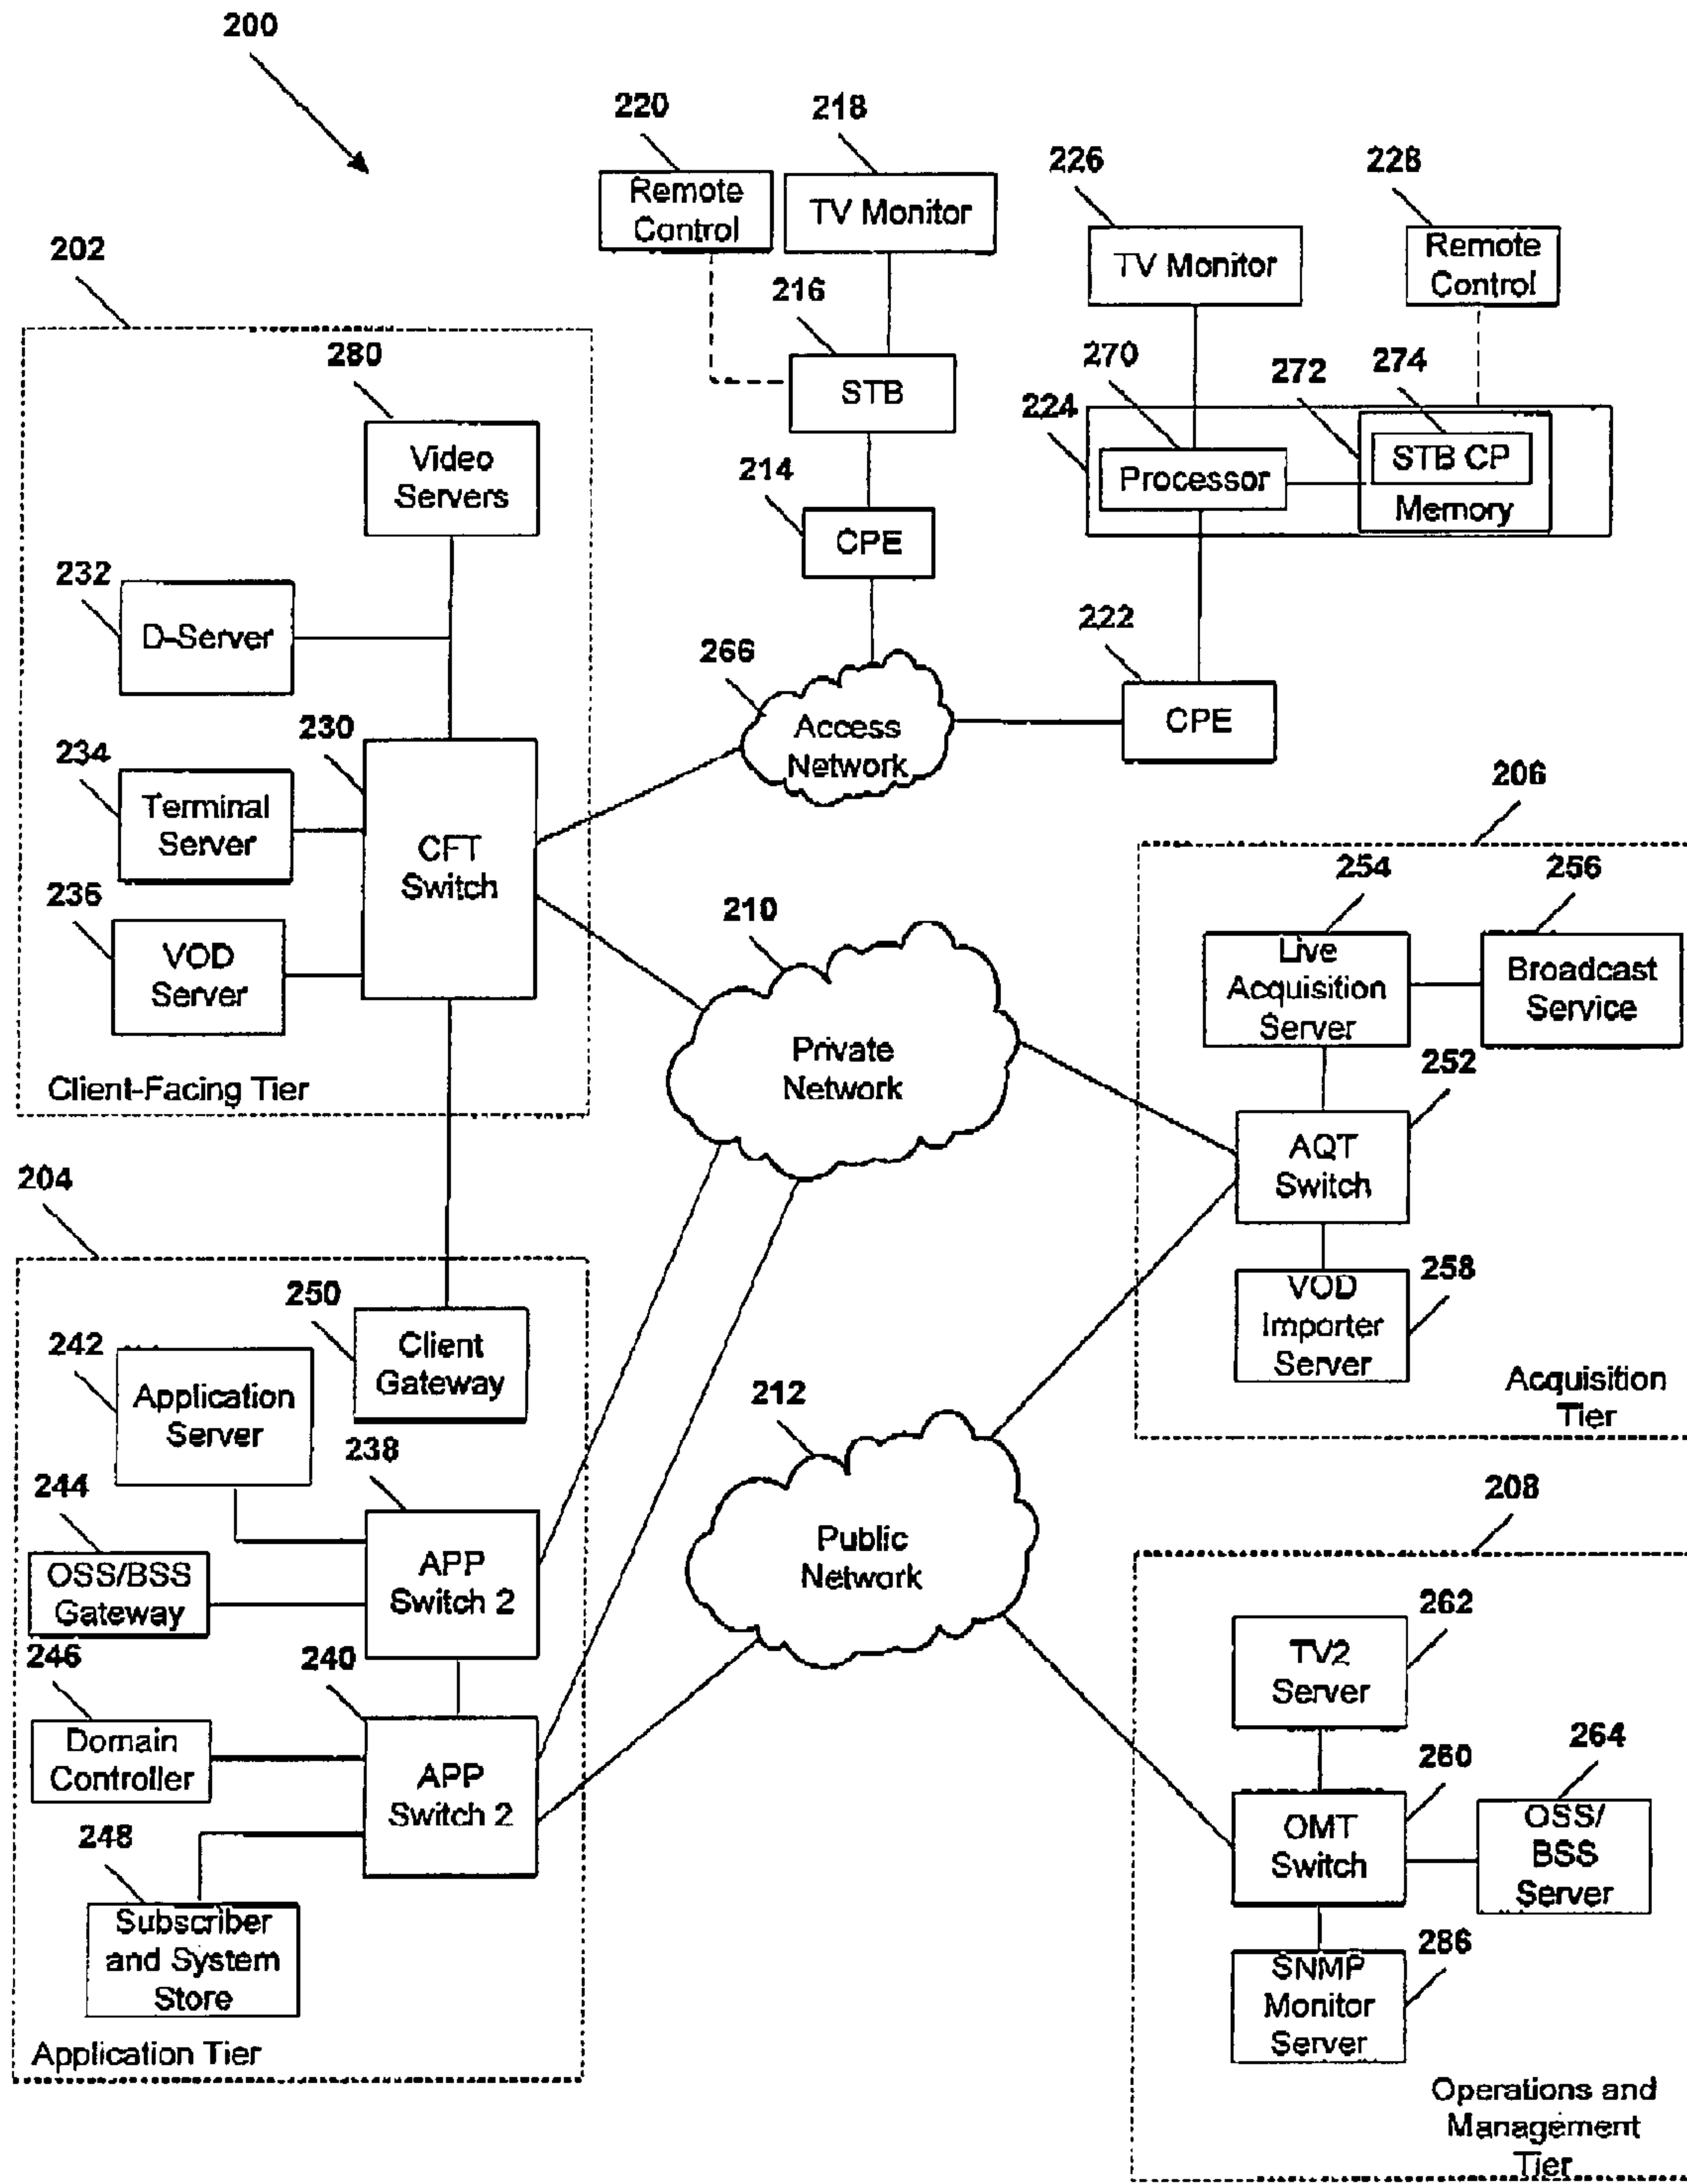 200
220
218
Remote
Control
TV Monitor
226
228
TV Monitor
Remote
Control
202
216
280
STB
270
272
274
224
Processor
STB CP
Memory
Video
Servers
214
CPE
232
D-Server
222
CPE
266
Access
Network
230
234
Terminal
Server
CFT
Switch
236
VOD
Server
Client-Facing Tier
206
254
256
Live
Acquisition
Server
Broadcast
Service
210
Private
Network
252
AQT
Switch
258
VOD
Importer
Server
Acquisition
Tier
204
250
Client
Gateway
242
Application
Server
238
212
244
OSS/BSS
Gateway
APP
Switch 2
Public
Network
246
240
Domain
Controller
APP
Switch 2
248
Subscriber
and System
Store
Application Tier
208
262
TV2
Server
260
264
OMT
Switch
OSS/
BSS
Server
286
SNMP
Monitor
Server
Operations and
Management
Tier